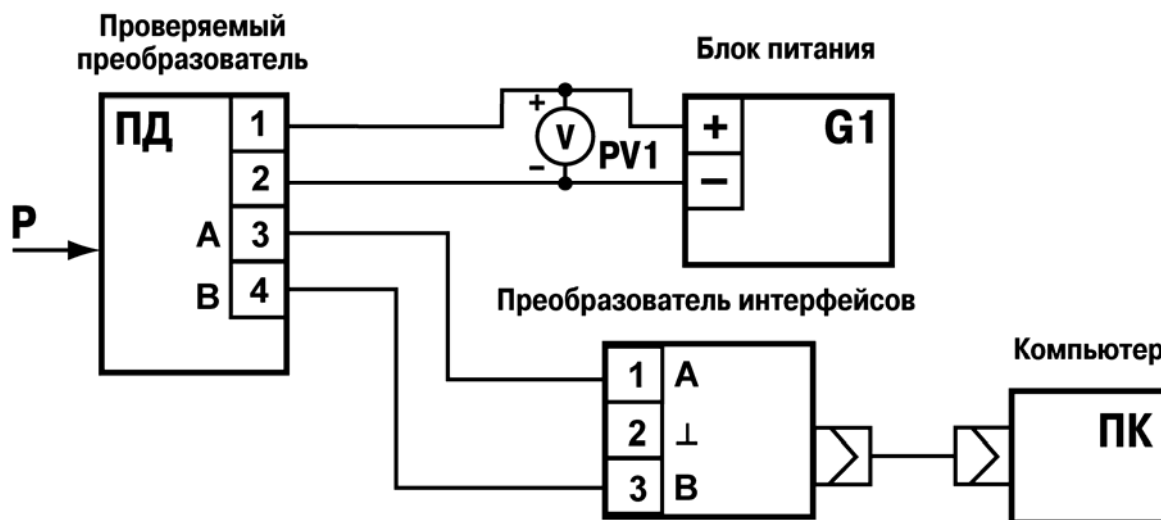 Проверяемый
преобразователь
Блок питания
ПД
1
2
A 3
B 4
P
+
V
−
PV1
+
−
G1
Преобразователь интерфейсов
1 A
2 ⊥
3 B
Компьютер
ПК